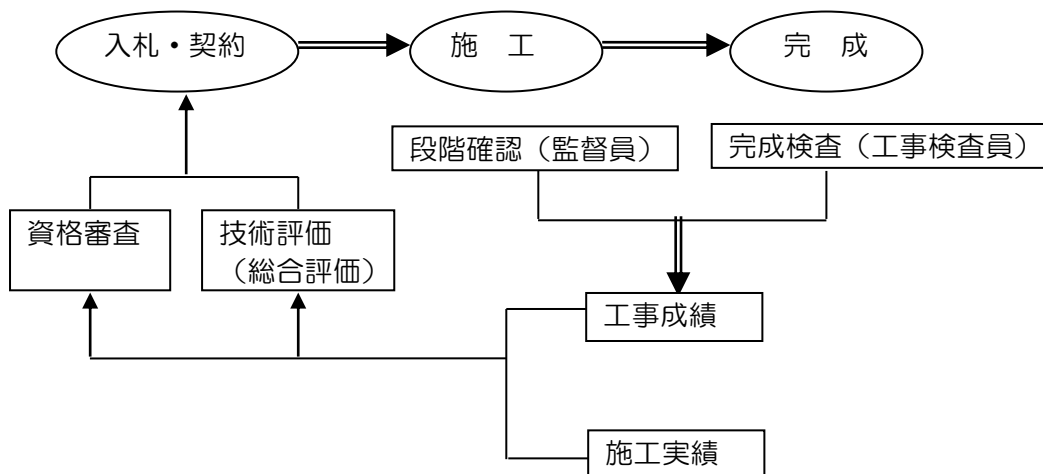 入札・契約
施　工
完　成
段階確認（監督員）
完成検査（工事検査員）
資格審査
技術評価
（総合評価）
工事成績
施工実績